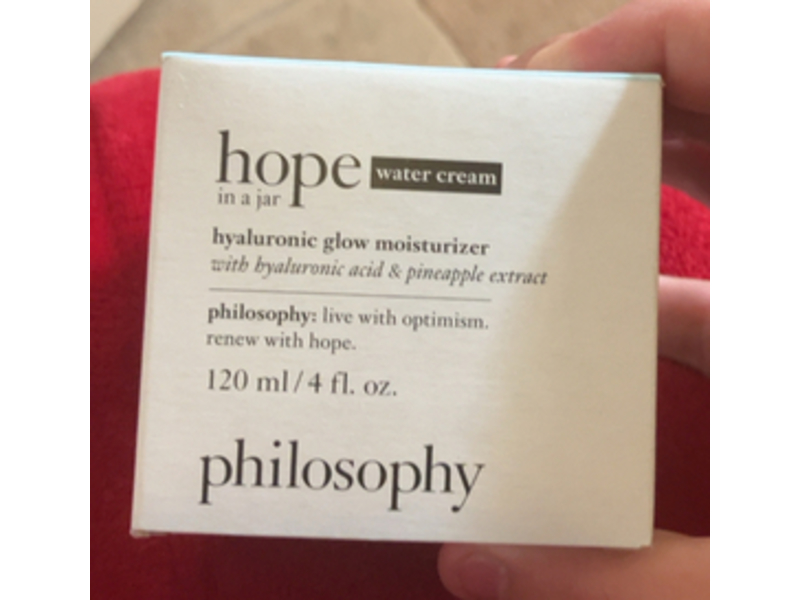 hope water cream
in a jar
hyaluronic glow moisturizer
with hyaluronic acid & pineapple extract
philosophy: live with optimism.
renew with hope.
120 ml/4 fl. oz.
philosophy